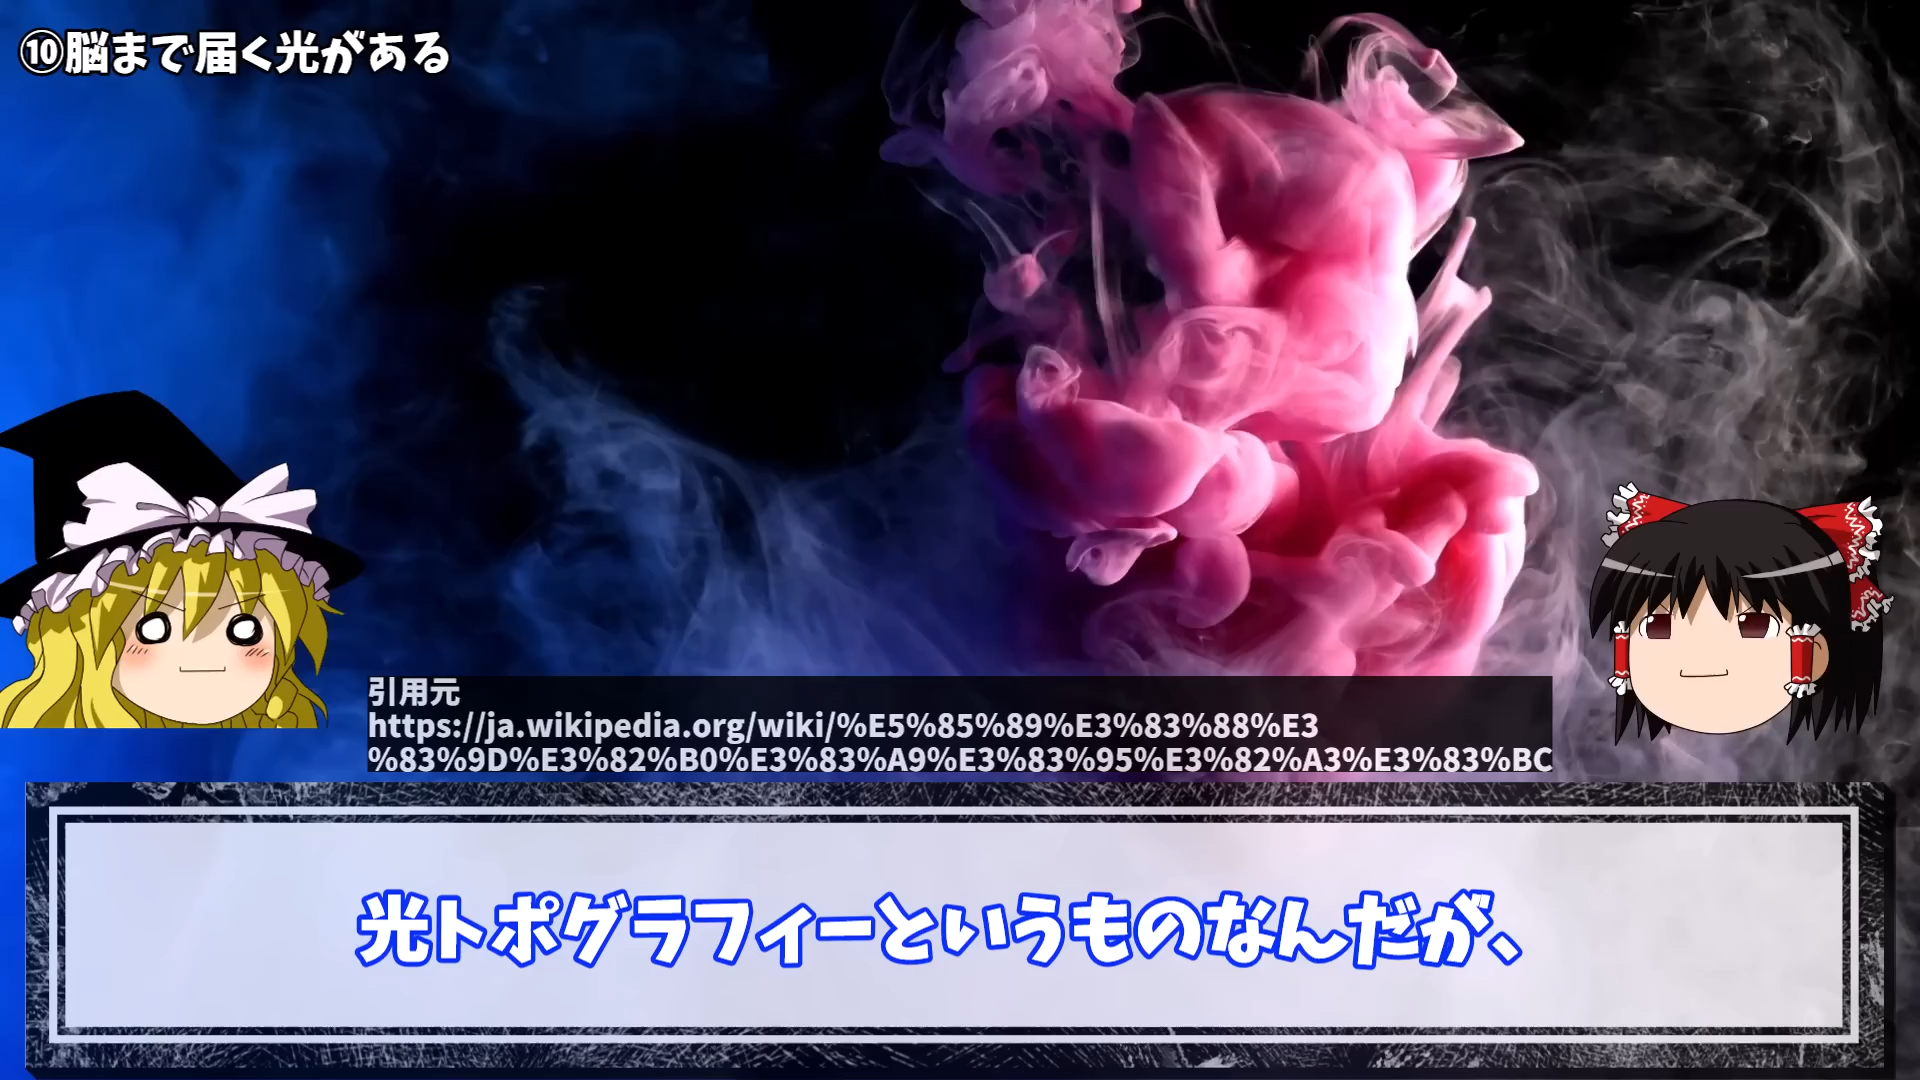 ⑩脳まで届く光がある
引用元
https://ja.wikipedia.org/wiki/%E5%85%89%E3%83%88%E3
%83%9D%E3%82%B0%E3%83%A9%E3%83%95%E3%82%A3%E3%83%BC
光トポグラフィーというものなんだが、